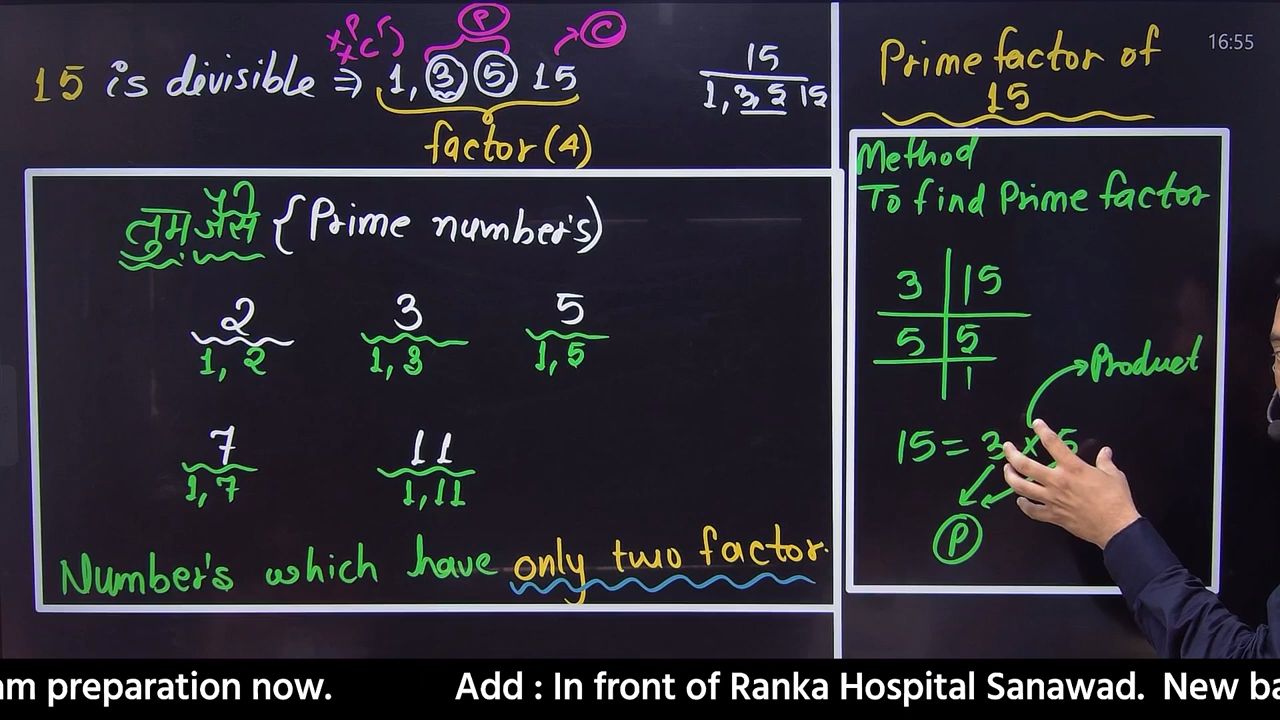 15 is divisible ⇒ 1, 3 5 15
P
C
factor (4)
15
1, 3, 5 15
तुम जैसे {Prime number's)
2 3 5
1, 2 1, 3 1, 5
7 11
1, 7 1, 11
Number's which have only two factor.
Prime factor of
15
16:55
Method
To find Prime factor
3 15
5 5
1
Product
15 = 3 × 5
P
am preparation now. Add : In front of Ranka Hospital Sanawad. New ba